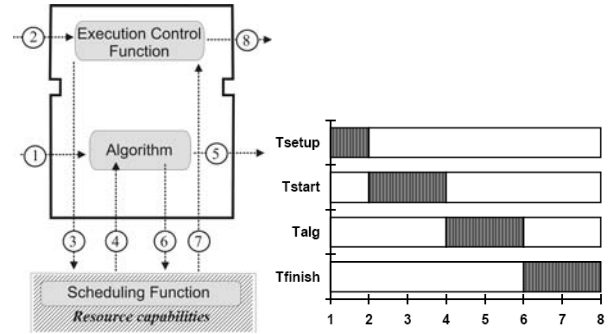 2
Execution Control
Function
8
1
Algorithm
5
3
4
6
7
Scheduling Function
Resource capabilities
Tsetup
Tstart
Talg
Tfinish
1 2 3 4 5 6 7 8